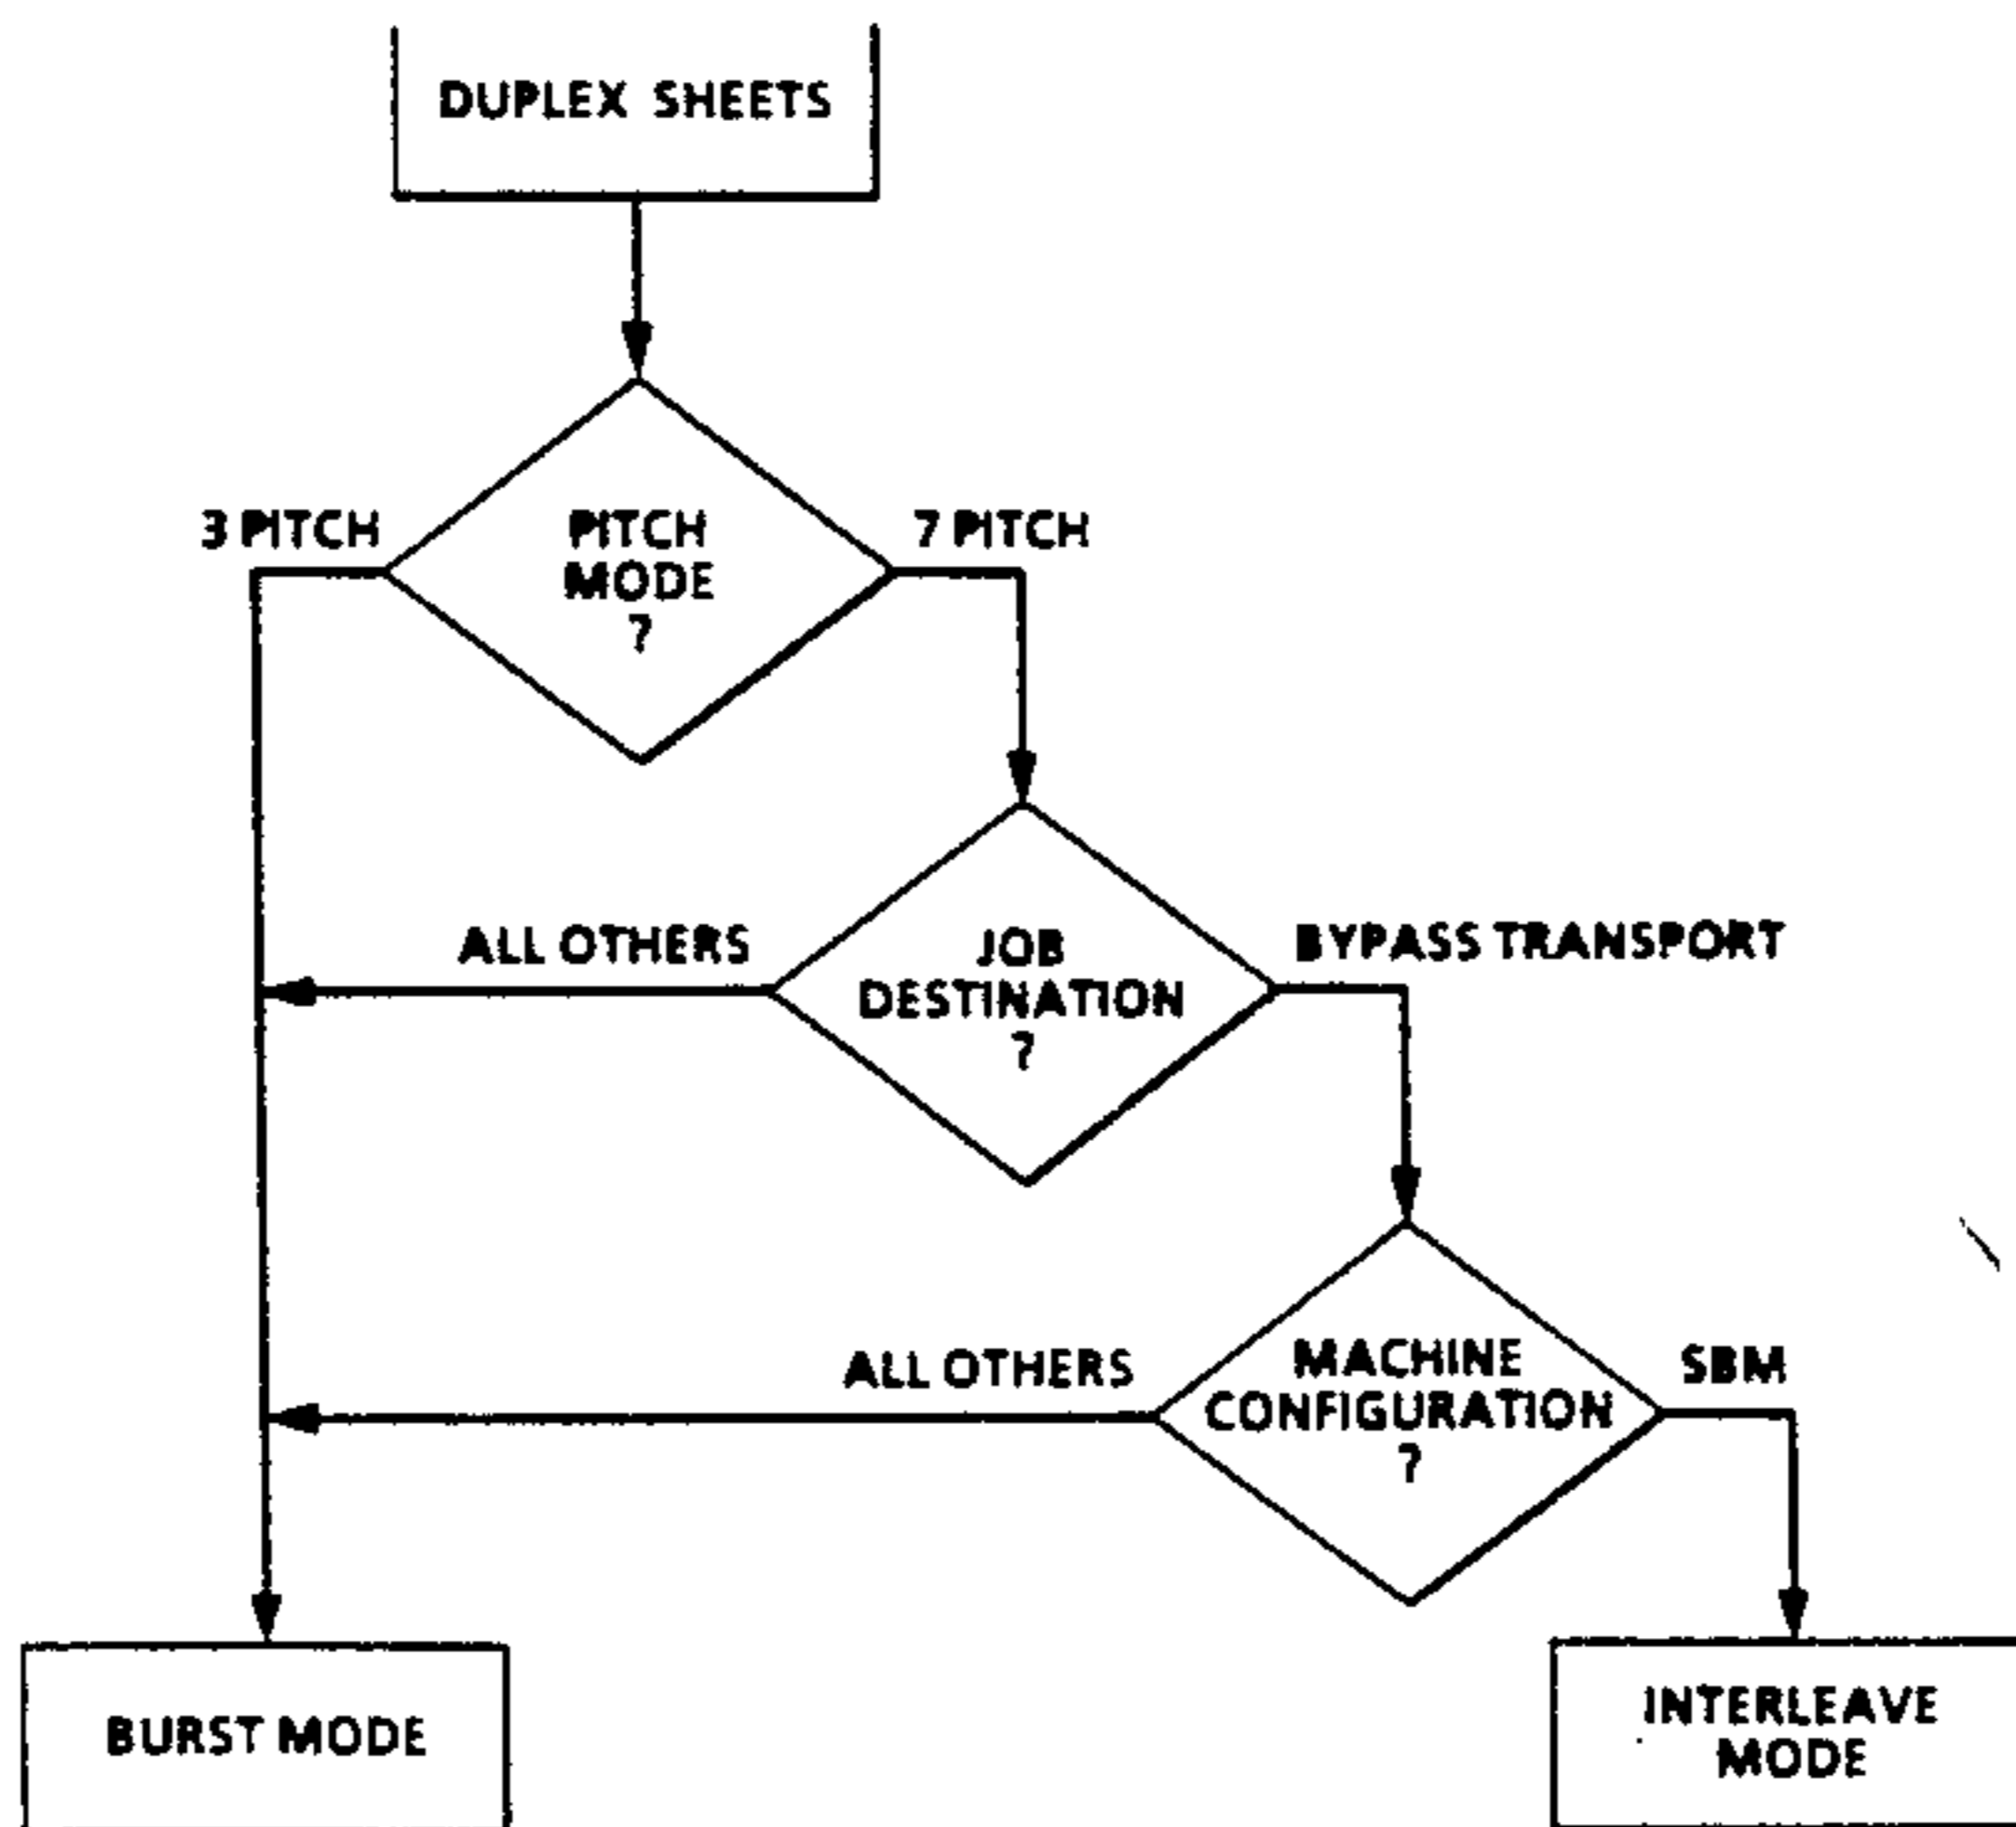 DUPLEX SHEETS
3 PITCH
PITCH
MODE
?
7 PITCH
ALL OTHERS
JOB
DESTINATION
?
BYPASS TRANSPORT
ALL OTHERS
MACHINE
CONFIGURATION
?
SBM
BURST MODE
INTERLEAVE
MODE